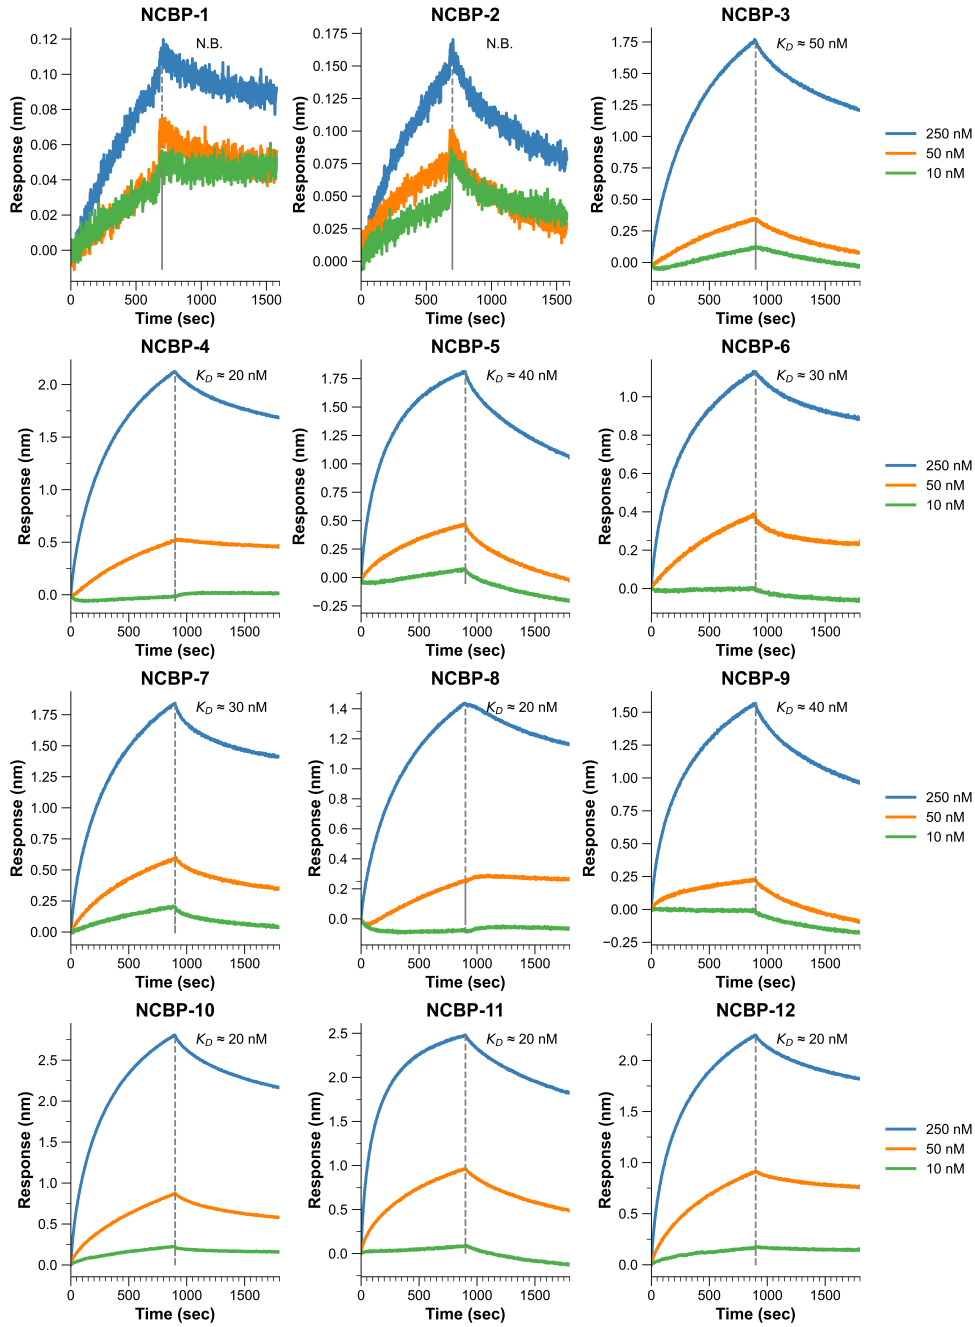 NCBP-1
NCBP-2
NCBP-3
N.B.
N.B.
K_D ≈ 50 nM
0.12
0.10
0.08
0.06
0.04
0.02
0.00
Response (nm)
0 500 1000 1500
Time (sec)
0.175
0.150
0.125
0.100
0.075
0.050
0.025
0.000
Response (nm)
0 500 1000 1500
Time (sec)
1.75
1.50
1.25
1.00
0.75
0.50
0.25
0.00
Response (nm)
0 500 1000 1500
Time (sec)
250 nM
50 nM
10 nM
NCBP-4
NCBP-5
NCBP-6
K_D ≈ 20 nM
K_D ≈ 40 nM
K_D ≈ 30 nM
2.0
1.5
1.0
0.5
0.0
Response (nm)
0 500 1000 1500
Time (sec)
1.75
1.50
1.25
1.00
0.75
0.50
0.25
0.00
−0.25
Response (nm)
0 500 1000 1500
Time (sec)
1.0
0.8
0.6
0.4
0.2
0.0
Response (nm)
0 500 1000 1500
Time (sec)
250 nM
50 nM
10 nM
NCBP-7
NCBP-8
NCBP-9
K_D ≈ 30 nM
K_D ≈ 20 nM
K_D ≈ 40 nM
1.75
1.50
1.25
1.00
0.75
0.50
0.25
0.00
Response (nm)
0 500 1000 1500
Time (sec)
1.4
1.2
1.0
0.8
0.6
0.4
0.2
0.0
Response (nm)
0 500 1000 1500
Time (sec)
1.50
1.25
1.00
0.75
0.50
0.25
0.00
−0.25
Response (nm)
0 500 1000 1500
Time (sec)
250 nM
50 nM
10 nM
NCBP-10
NCBP-11
NCBP-12
K_D ≈ 20 nM
K_D ≈ 20 nM
K_D ≈ 20 nM
2.5
2.0
1.5
1.0
0.5
0.0
Response (nm)
0 500 1000 1500
Time (sec)
2.5
2.0
1.5
1.0
0.5
0.0
Response (nm)
0 500 1000 1500
Time (sec)
2.0
1.5
1.0
0.5
0.0
Response (nm)
0 500 1000 1500
Time (sec)
250 nM
50 nM
10 nM